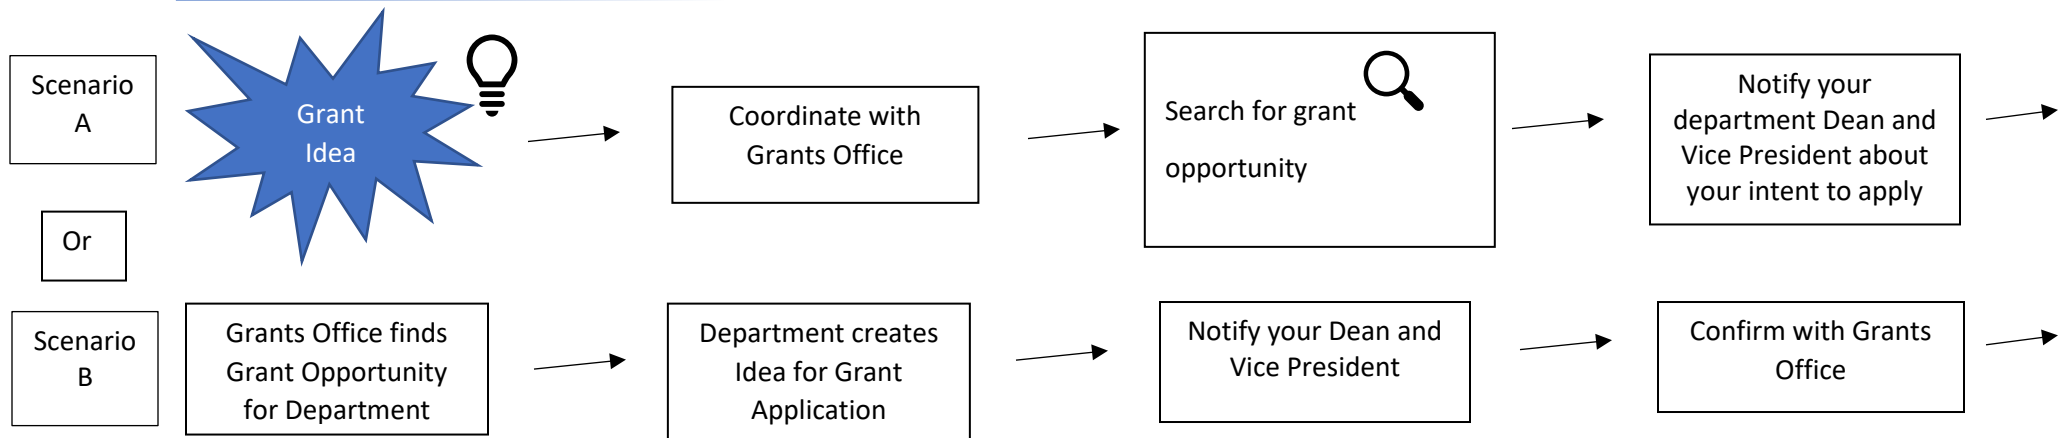 Scenario
A
Grant
Idea
Coordinate with
Grants Office
Search for grant
opportunity
Notify your
department Dean and
Vice President about
your intent to apply
Or
Scenario
B
Grants Office finds
Grant Opportunity
for Department
Department creates
Idea for Grant
Application
Notify your Dean and
Vice President
Confirm with Grants
Office